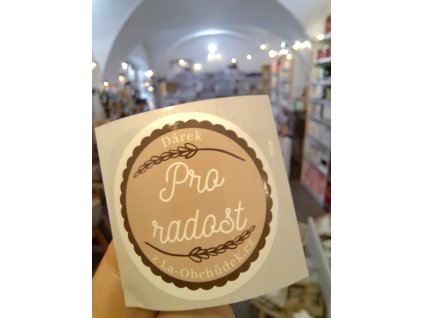 Dárek
Pro
radost
z La-Obchůdek.cz